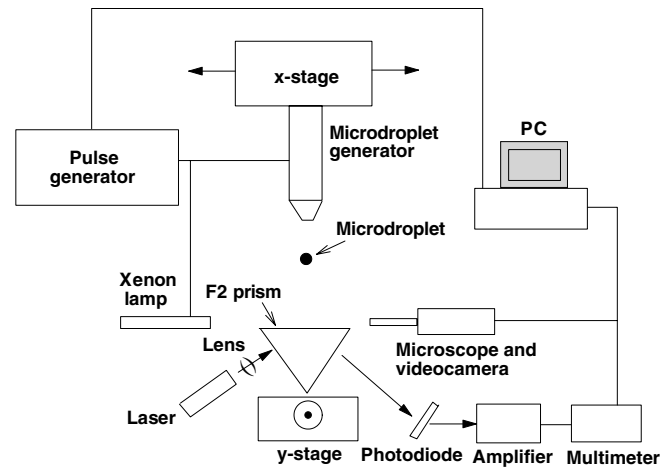 x-stage
Microdroplet
generator
PC
Pulse
generator
Microdroplet
Xenon
lamp
F2 prism
Lens
Microscope and
videocamera
Laser
y-stage
Photodiode
Amplifier
Multimeter